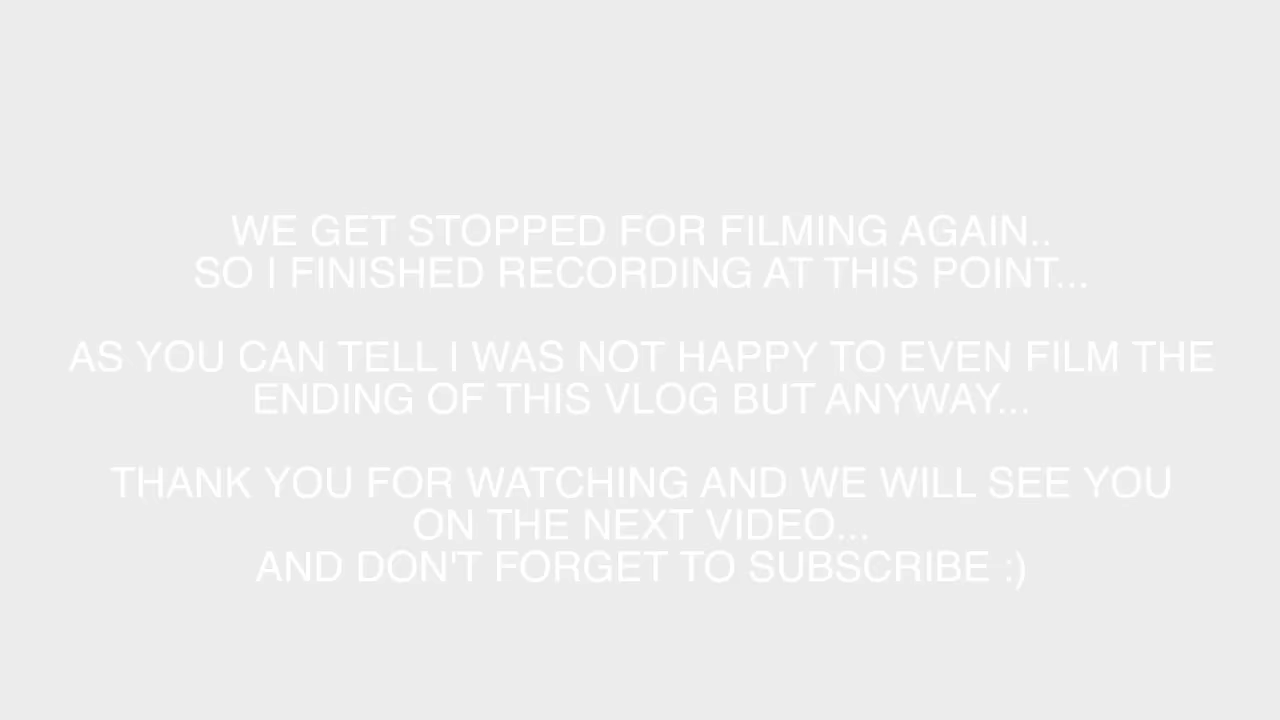 WE GET STOPPED FOR FILMING AGAIN..
SO I FINISHED RECORDING AT THIS POINT...
AS YOU CAN TELL I WAS NOT HAPPY TO EVEN FILM THE
ENDING OF THIS VLOG BUT ANYWAY...
THANK YOU FOR WATCHING AND WE WILL SEE YOU
ON THE NEXT VIDEO...
AND DON'T FORGET TO SUBSCRIBE :)